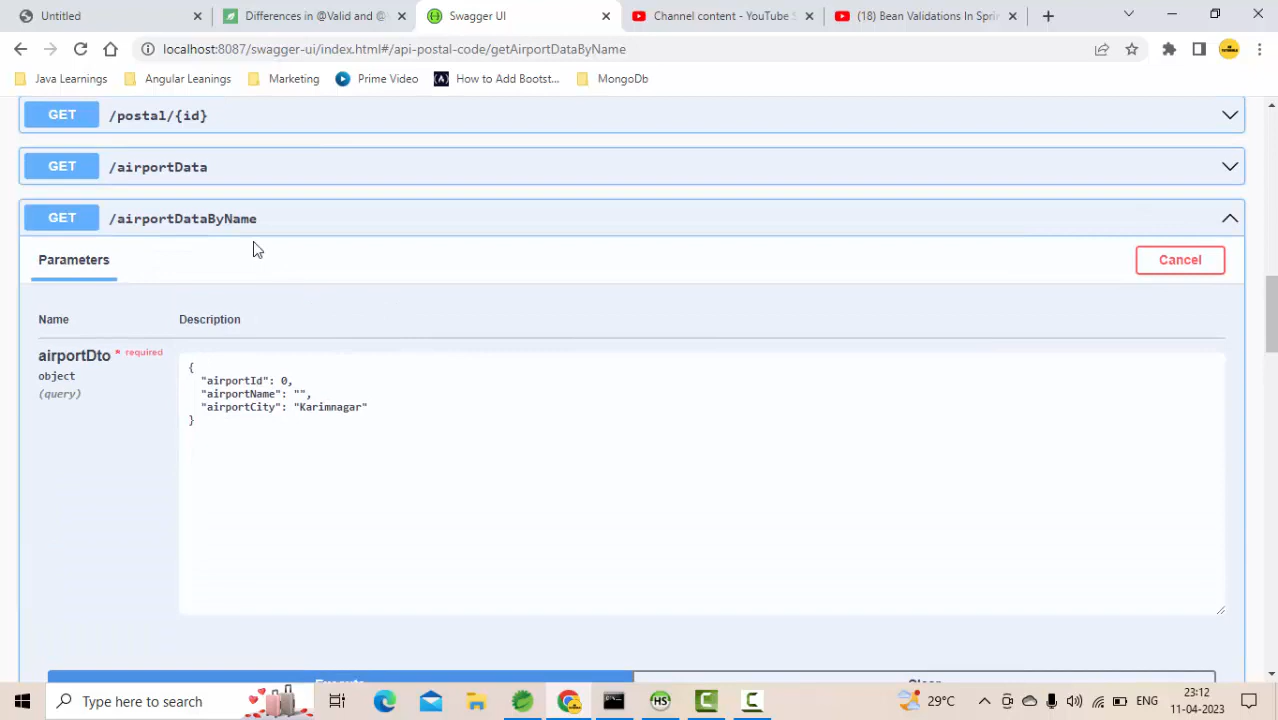 Untitled
Differences in @Valid and @
Swagger UI
Channel content - YouTube S
(18) Bean Validations In Sprin
localhost:8087/swagger-ui/index.html#/api-postal-code/getAirportDataByName
Java Learnings
Angular Leanings
Marketing
Prime Video
How to Add Bootst...
MongoDb
GET /postal/{id}
GET /airportData
GET /airportDataByName
Parameters
Cancel
Name
Description
airportDto * required
object
(query)
{
"airportId": 0,
"airportName": "",
"airportCity": "Karimnagar"
}
Execute
Clear
Type here to search
29°C
ENG
23:12
11-04-2023